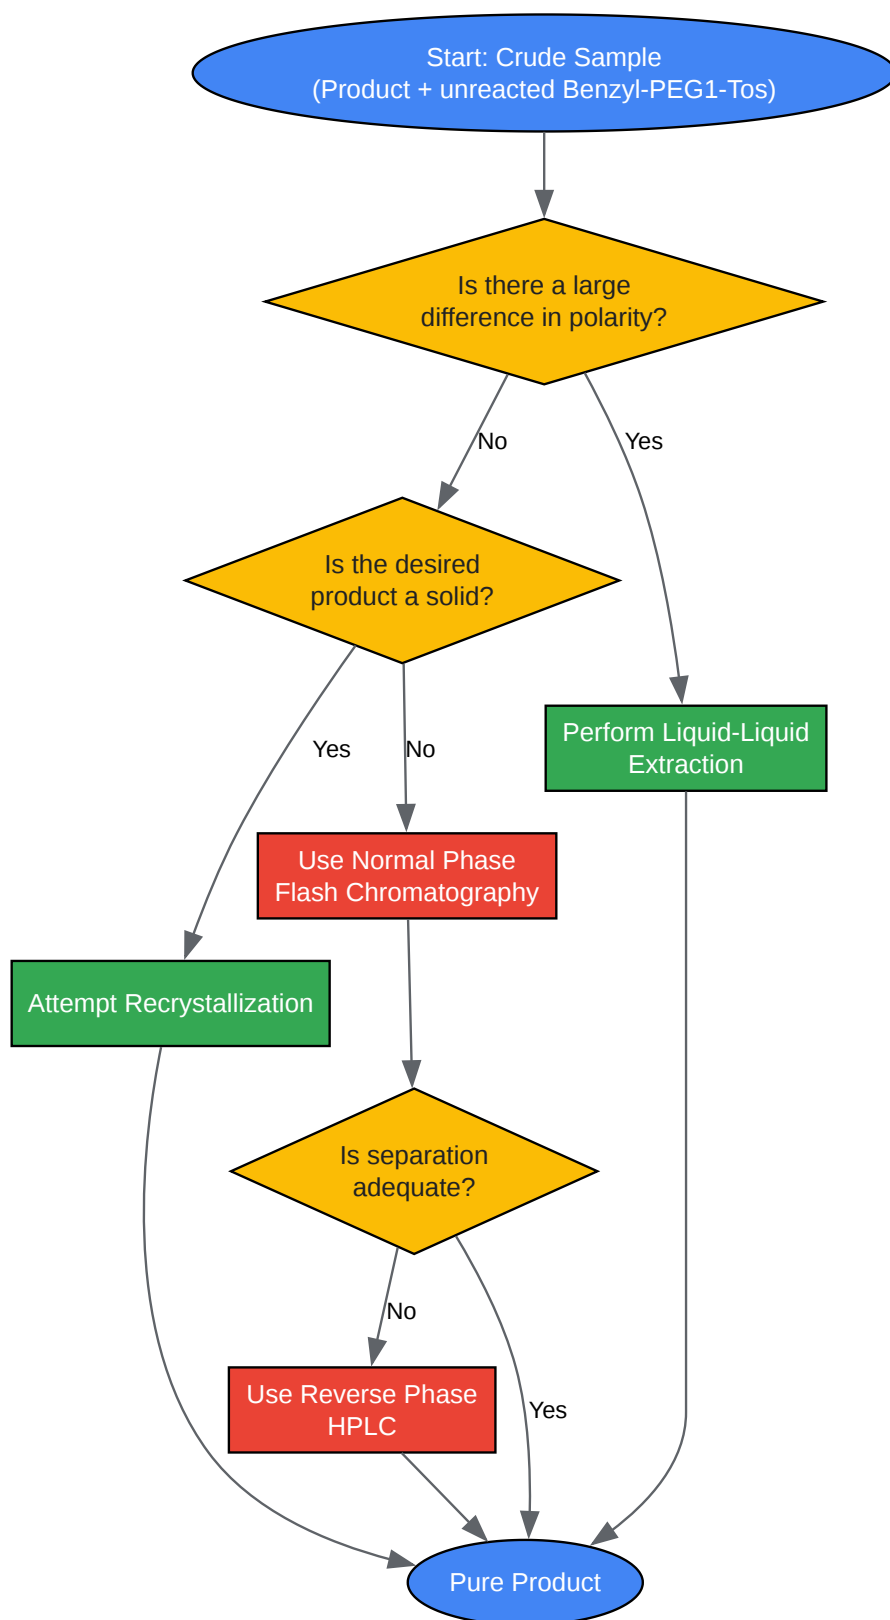 Start: Crude Sample
(Product + unreacted Benzyl-PEG1-Tos)
Is there a large
difference in polarity?
No
Yes
Is the desired
product a solid?
Yes
No
Perform Liquid-Liquid
Extraction
Use Normal Phase
Flash Chromatography
Attempt Recrystallization
Is separation
adequate?
No
Yes
Use Reverse Phase
HPLC
Pure Product